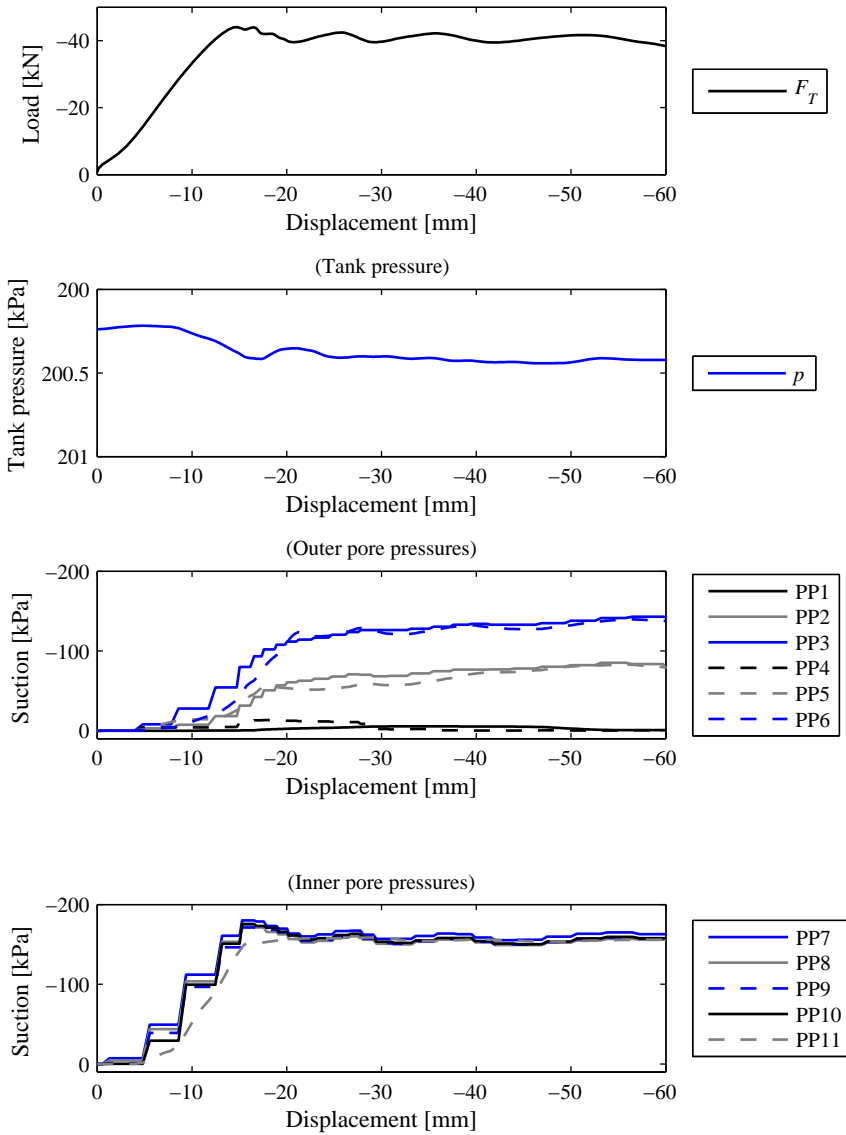 Load [kN]
−40
−20
0
0 −10 −20 −30 −40 −50 −60
Displacement [mm]
F_T
(Tank pressure)
Tank pressure [kPa]
200
200.5
201
0 −10 −20 −30 −40 −50 −60
Displacement [mm]
p
(Outer pore pressures)
Suction [kPa]
−200
−100
0
0 −10 −20 −30 −40 −50 −60
Displacement [mm]
PP1
PP2
PP3
PP4
PP5
PP6
(Inner pore pressures)
Suction [kPa]
−200
−100
0
0 −10 −20 −30 −40 −50 −60
Displacement [mm]
PP7
PP8
PP9
PP10
PP11